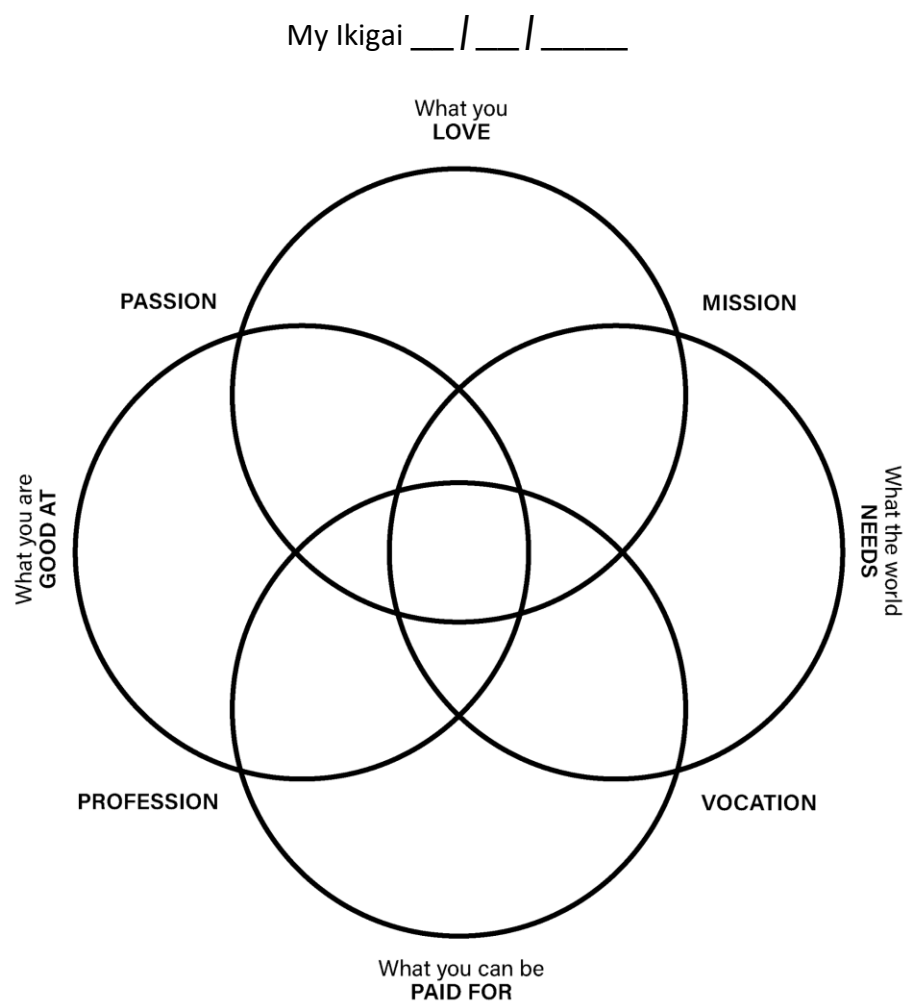 My Ikigai __/__/____
What you
LOVE
PASSION
MISSION
What you are
GOOD AT
What the world
NEEDS
PROFESSION
VOCATION
What you can be
PAID FOR